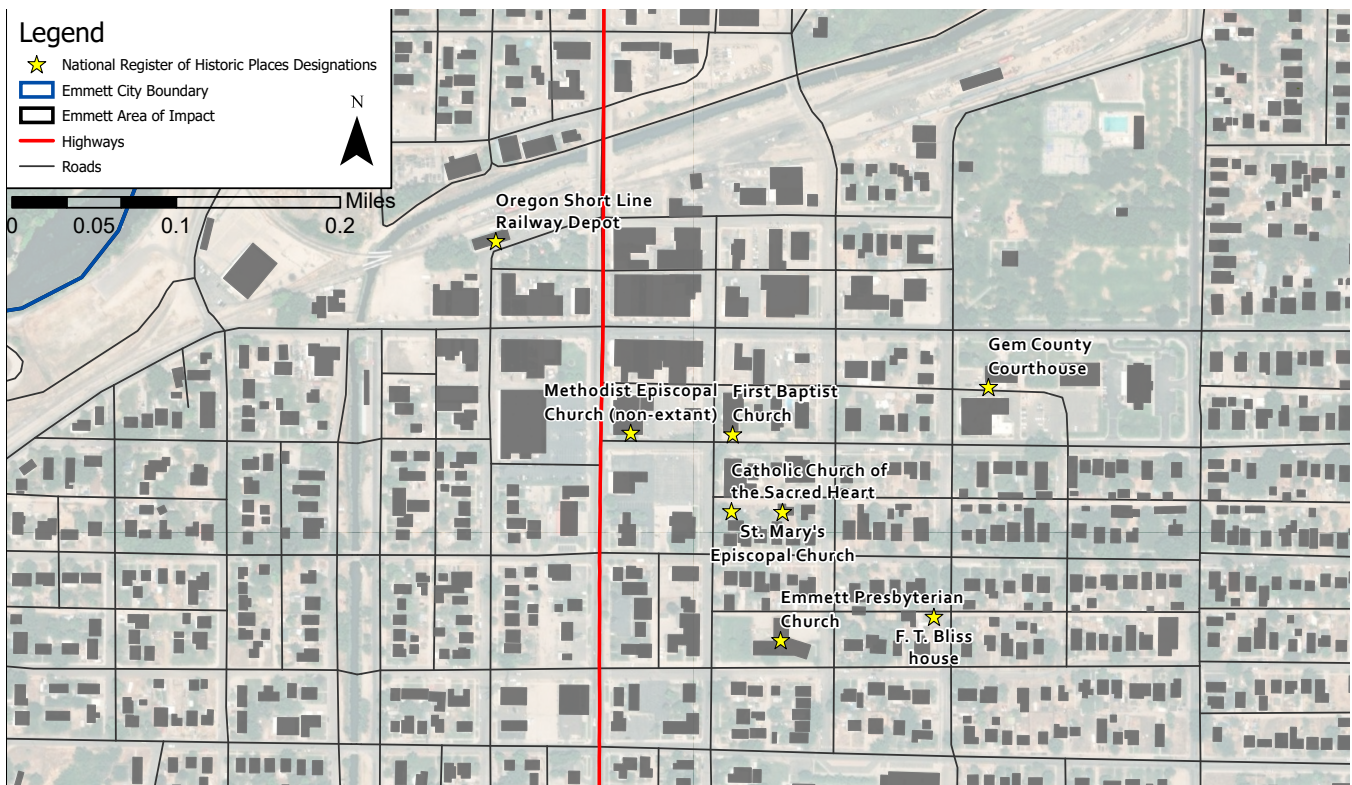 Legend
National Register of Historic Places Designations
Emmett City Boundary
Emmett Area of Impact
Highways
Roads
N
Miles
0 0.05 0.1 0.2
Oregon Short Line
Railway Depot
Gem County
Courthouse
Methodist Episcopal
Church (non-extant)
First Baptist
Church
Catholic Church of
the Sacred Heart
St. Mary's
Episcopal Church
Emmett Presbyterian
Church
F. T. Bliss
house